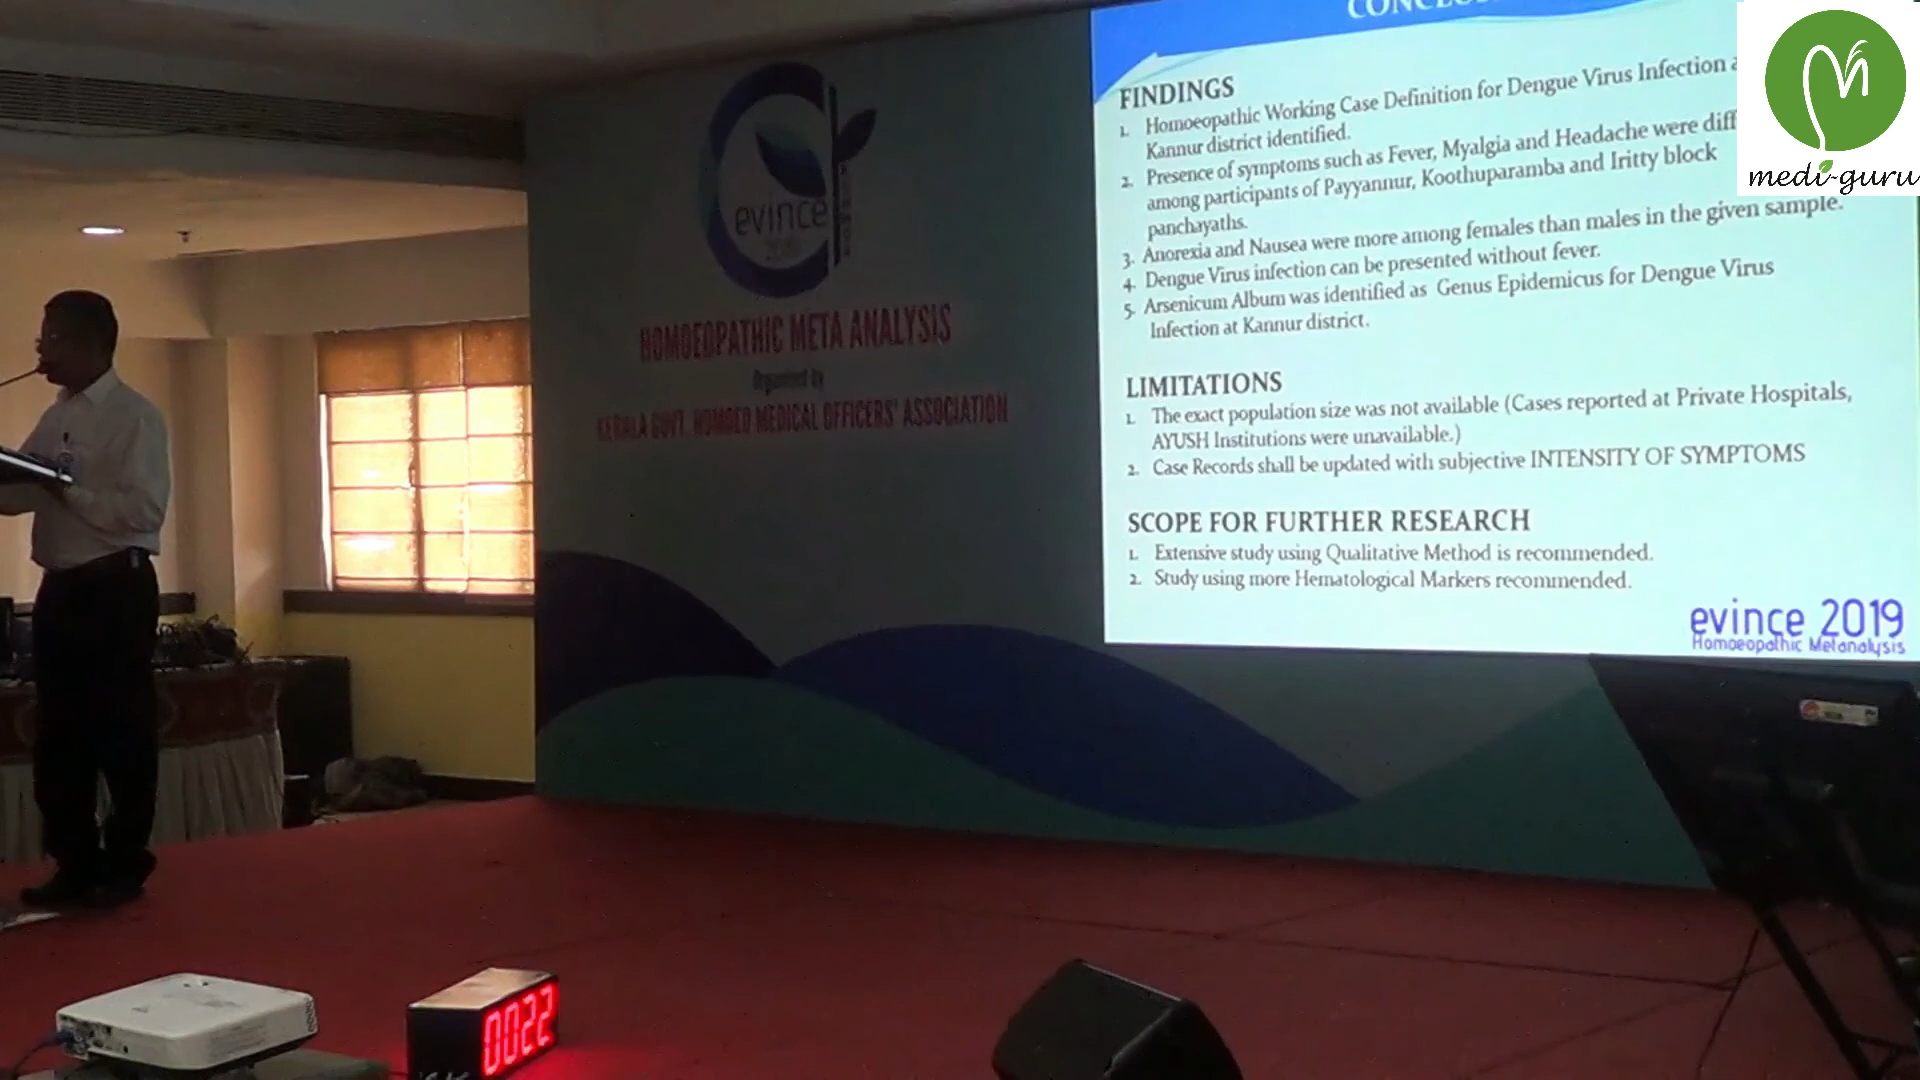 CONCLUS
FINDINGS
1. Homoeopathic Working Case Definition for Dengue Virus Infection a
Kannur district identified.
2. Presence of symptoms such as Fever, Myalgia and Headache were diff
among participants of Payyannur, Koothuparamba and Iritty block
panchayaths.
3. Anorexia and Nausea were more among females than males in the given sample.
4. Dengue Virus infection can be presented without fever.
5. Arsenicum Album was identified as Genus Epidemicus for Dengue Virus
Infection at Kannur district.
LIMITATIONS
1. The exact population size was not available (Cases reported at Private Hospitals,
AYUSH Institutions were unavailable.)
2. Case Records shall be updated with subjective INTENSITY OF SYMPTOMS
SCOPE FOR FURTHER RESEARCH
1. Extensive study using Qualitative Method is recommended.
2. Study using more Hematological Markers recommended.
evince 2019
Homoeopathic Metanalysis
medi-guru
evince
HOMOEOPATHIC META ANALYSIS
Organised by
KERALA GOVT. HOMOEO MEDICAL OFFICERS' ASSOCIATION
0022